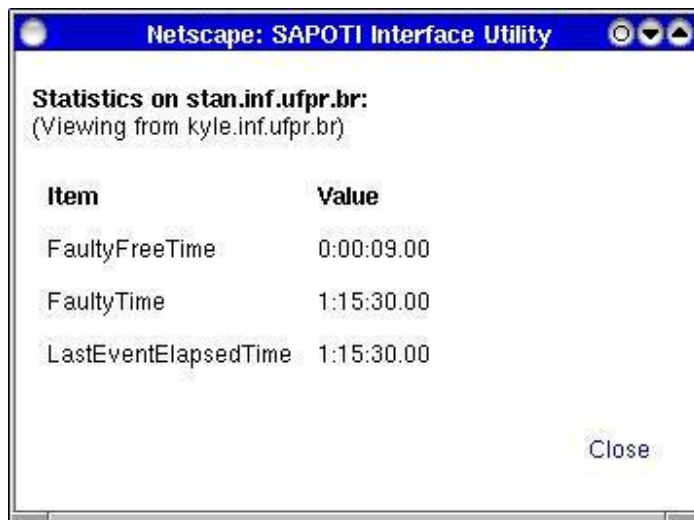 Netscape: SAPOTI Interface Utility
Statistics on stan.inf.ufpr.br:
(Viewing from kyle.inf.ufpr.br)
Item Value
FaultyFreeTime 0:00:09.00
FaultyTime 1:15:30.00
LastEventElapsedTime 1:15:30.00
Close